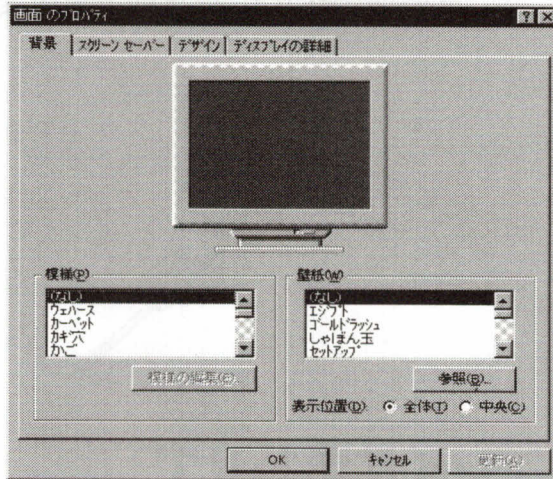 画面 のプロパティ
背景 スクリーン セーバー デザイン ディスプレイの詳細
模様(P)
(なし)
ウェハース
カーペット
カギ穴
かご
模様の編集(E)...
壁紙(W)
(なし)
エジプト
ゴールドラッシュ
しゃぼん玉
セットアップ
参照(B)...
表示位置(D): 全体(T) 中央(C)
OK キャンセル 更新(A)